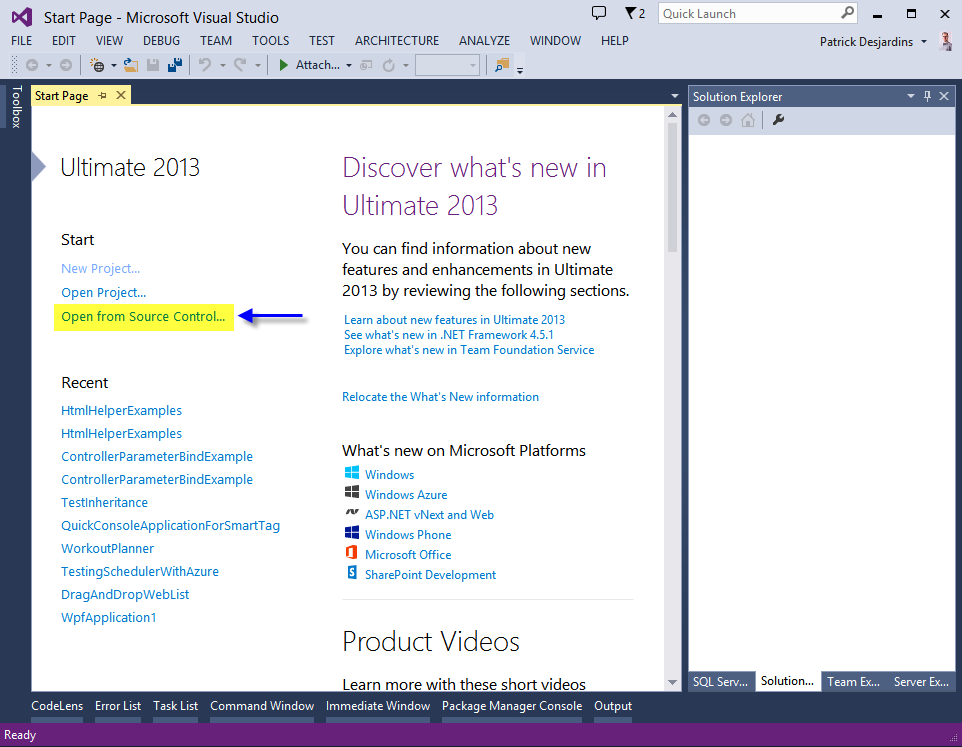 Start Page - Microsoft Visual Studio
2
Quick Launch
FILE EDIT VIEW DEBUG TEAM TOOLS TEST ARCHITECTURE ANALYZE WINDOW HELP
Patrick Desjardins
Attach...
Toolbox
Start Page
Ultimate 2013
Start
New Project...
Open Project...
Open from Source Control...
Recent
HtmlHelperExamples
HtmlHelperExamples
ControllerParameterBindExample
ControllerParameterBindExample
TestInheritance
QuickConsoleApplicationForSmartTag
WorkoutPlanner
TestingSchedulerWithAzure
DragAndDropWebList
WpfApplication1
Discover what's new in
Ultimate 2013
You can find information about new
features and enhancements in Ultimate
2013 by reviewing the following sections.
Learn about new features in Ultimate 2013
See what's new in .NET Framework 4.5.1
Explore what's new in Team Foundation Service
Relocate the What's New information
What's new on Microsoft Platforms
Windows
Windows Azure
ASP.NET vNext and Web
Windows Phone
Microsoft Office
SharePoint Development
Product Videos
Learn more with these short videos
Solution Explorer
SQL Serv... Solution... Team Ex... Server Ex...
CodeLens Error List Task List Command Window Immediate Window Package Manager Console Output
Ready